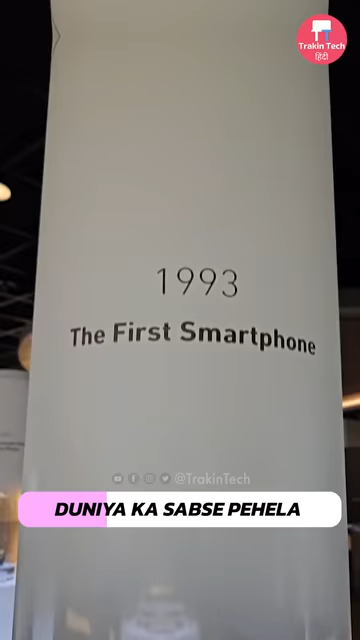 Trakin Tech
हिंदी
1993
The First Smartphone
@TrakinTech
DUNIYA KA SABSE PEHELA